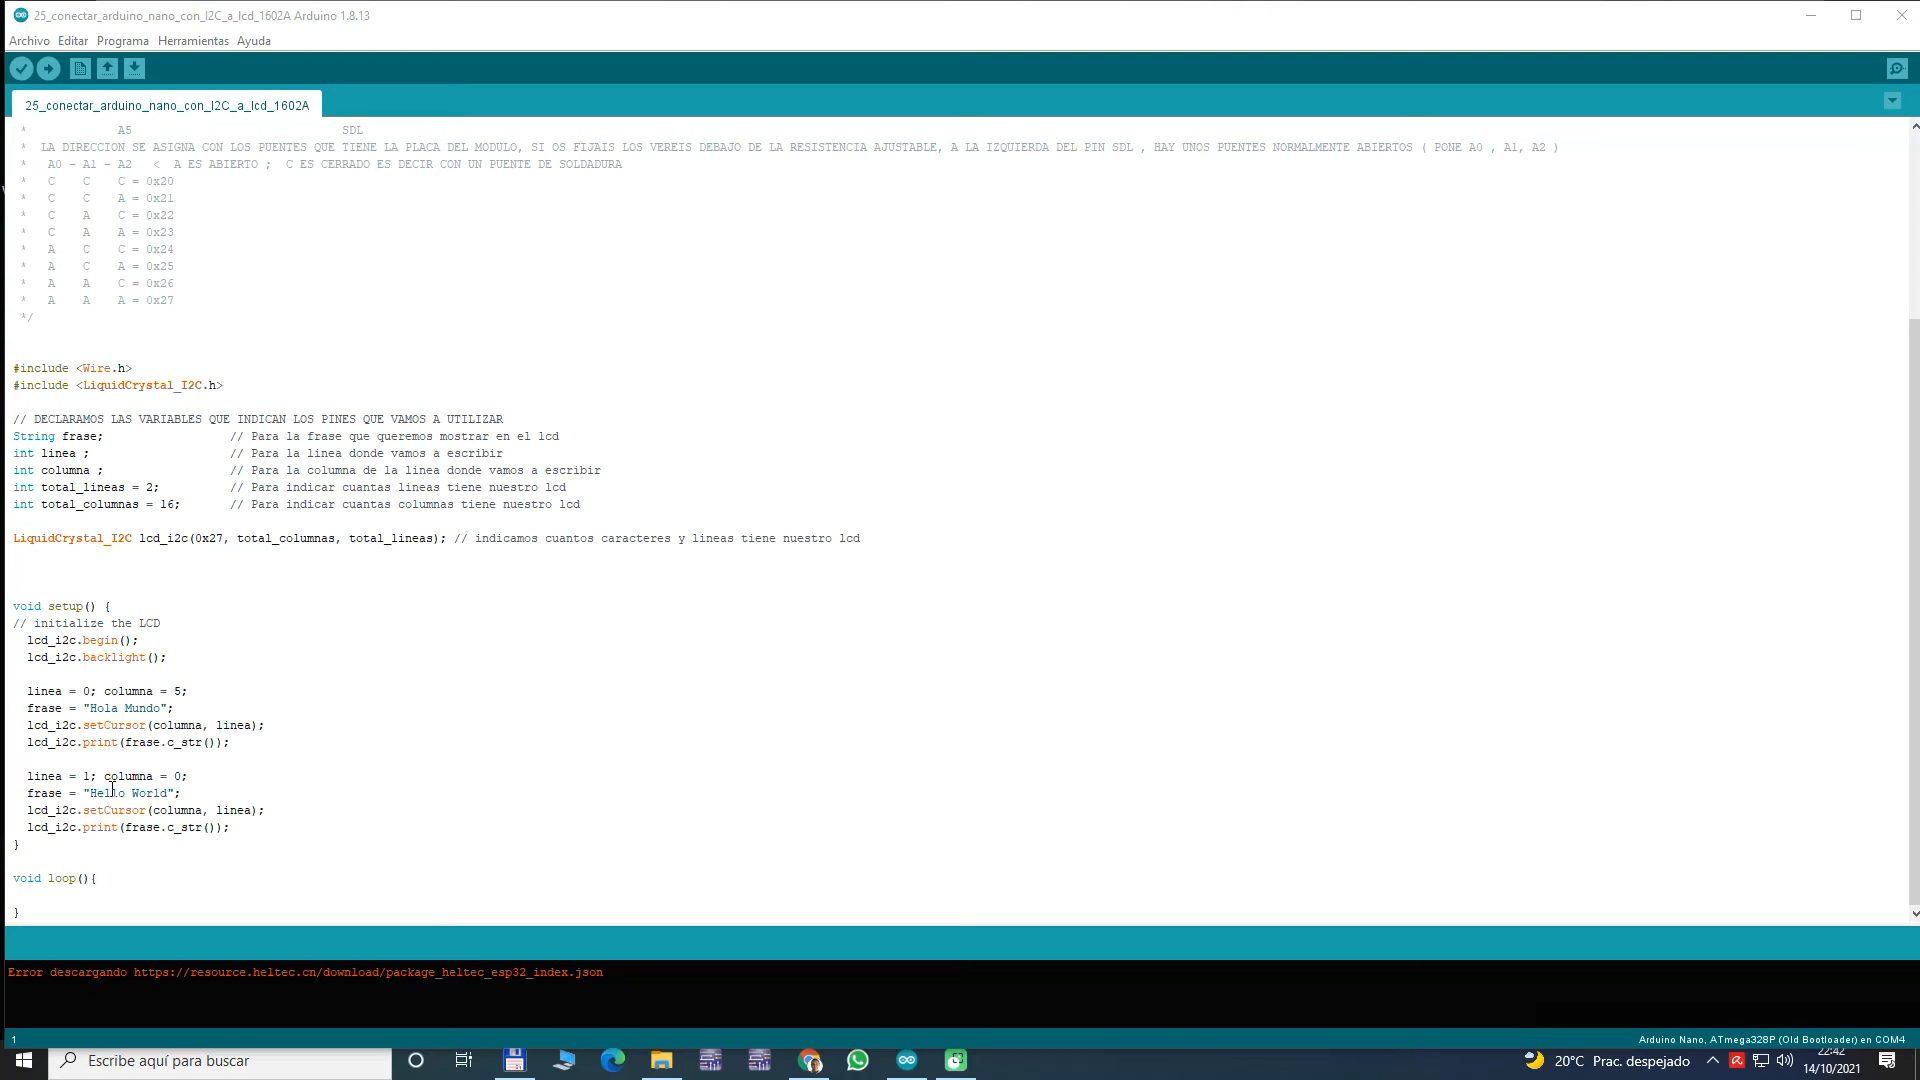 25_conectar_arduino_nano_con_I2C_a_lcd_1602A Arduino 1.8.13
Archivo Editar Programa Herramientas Ayuda
25_conectar_arduino_nano_con_I2C_a_lcd_1602A
* A5 SDL
* LA DIRECCION SE ASIGNA CON LOS PUENTES QUE TIENE LA PLACA DEL MODULO, SI OS FIJAIS LOS VEREIS DEBAJO DE LA RESISTENCIA AJUSTABLE, A LA IZQUIERDA DEL PIN SDL , HAY UNOS PUENTES NORMALMENTE ABIERTOS ( PONE A0 , A1, A2 )
* A0 - A1 - A2 < A ES ABIERTO ; C ES CERRADO ES DECIR CON UN PUENTE DE SOLDADURA
* C C C = 0x20
* C C A = 0x21
* C A C = 0x22
* C A A = 0x23
* A C C = 0x24
* A C A = 0x25
* A A C = 0x26
* A A A = 0x27
*/
#include <Wire.h>
#include <LiquidCrystal_I2C.h>
// DECLARAMOS LAS VARIABLES QUE INDICAN LOS PINES QUE VAMOS A UTILIZAR
String frase; // Para la frase que queremos mostrar en el lcd
int linea ; // Para la linea donde vamos a escribir
int columna ; // Para la columna de la linea donde vamos a escribir
int total_lineas = 2; // Para indicar cuantas lineas tiene nuestro lcd
int total_columnas = 16; // Para indicar cuantas columnas tiene nuestro lcd
LiquidCrystal_I2C lcd_i2c(0x27, total_columnas, total_lineas); // indicamos cuantos caracteres y lineas tiene nuestro lcd
void setup() {
// initialize the LCD
lcd_i2c.begin();
lcd_i2c.backlight();
linea = 0; columna = 5;
frase = "Hola Mundo";
lcd_i2c.setCursor(columna, linea);
lcd_i2c.print(frase.c_str());
linea = 1; columna = 0;
frase = "Hello World";
lcd_i2c.setCursor(columna, linea);
lcd_i2c.print(frase.c_str());
}
void loop(){
}
Error descargando https://resource.heltec.cn/download/package_heltec_esp32_index.json
1 Arduino Nano, ATmega328P (Old Bootloader) en COM4
Escribe aquí para buscar
20°C Prac. despejado
22:42
14/10/2021